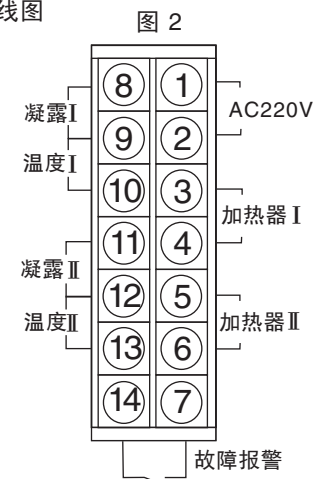 线图
图 2
⑧ ①
凝露Ⅰ AC220V
⑨ ②
温度Ⅰ
⑩ ③
加热器Ⅰ
⑪ ④
凝露Ⅱ
⑫ ⑤
温度Ⅱ 加热器Ⅱ
⑬ ⑥
⑭ ⑦
故障报警